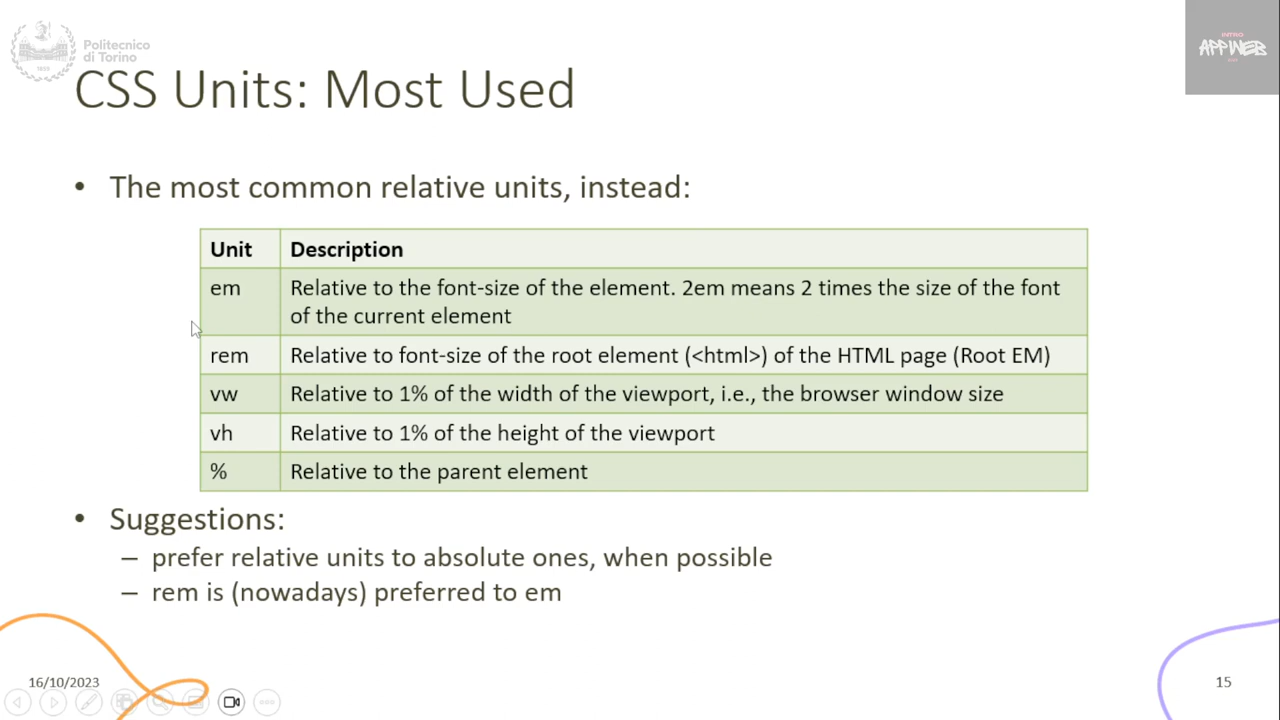 Politecnico
di Torino
1859
INTRO
APPWEB
CSS Units: Most Used
• The most common relative units, instead:
Unit Description
em Relative to the font-size of the element. 2em means 2 times the size of the font
of the current element
rem Relative to font-size of the root element (<html>) of the HTML page (Root EM)
vw Relative to 1% of the width of the viewport, i.e., the browser window size
vh Relative to 1% of the height of the viewport
% Relative to the parent element
• Suggestions:
– prefer relative units to absolute ones, when possible
– rem is (nowadays) preferred to em
16/10/2023
15